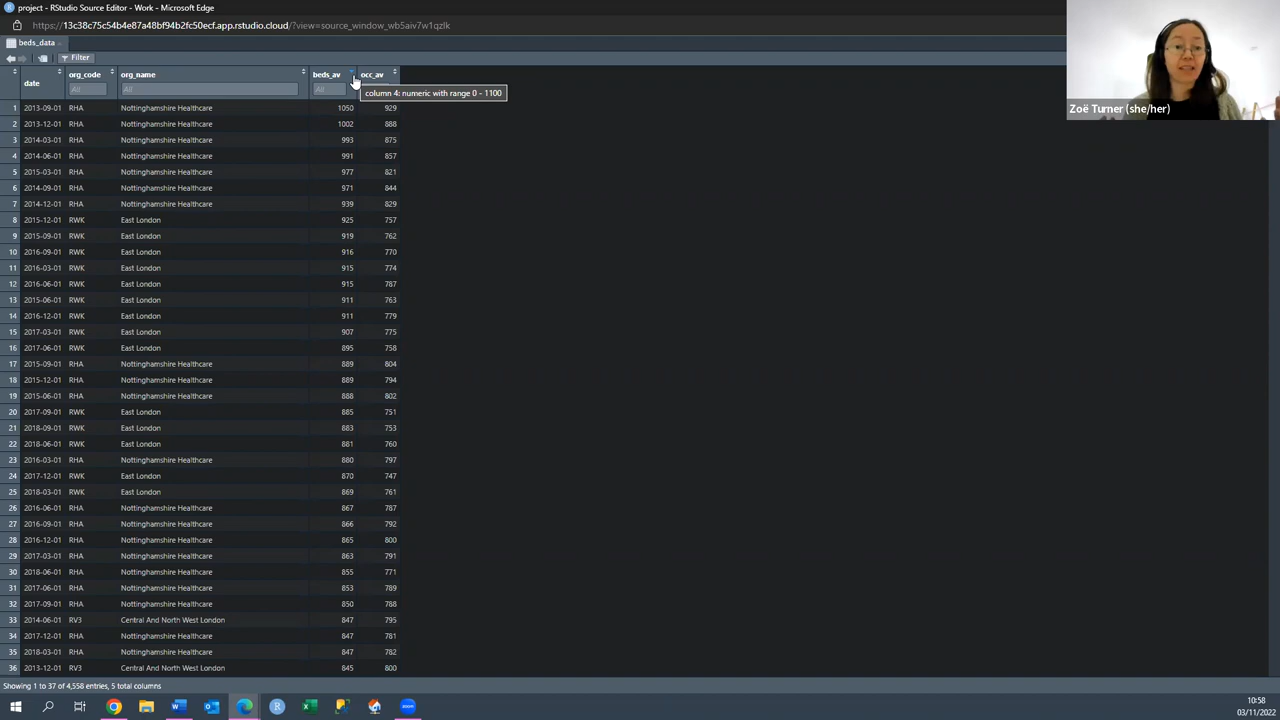 project - RStudio Source Editor - Work - Microsoft Edge
https://13c38c75c54b4e87a48bf94b2fc50ecf.app.rstudio.cloud/?view=source_window_wb5aiv7w1qzlk
beds_data
Filter
date org_code org_name beds_av occ_av
All All All
column 4: numeric with range 0 - 1100
Zoë Turner (she/her)
1 2013-09-01 RHA Nottinghamshire Healthcare 1050 929
2 2013-12-01 RHA Nottinghamshire Healthcare 1002 888
3 2014-03-01 RHA Nottinghamshire Healthcare 993 875
4 2014-06-01 RHA Nottinghamshire Healthcare 991 857
5 2015-03-01 RHA Nottinghamshire Healthcare 977 821
6 2014-09-01 RHA Nottinghamshire Healthcare 971 844
7 2014-12-01 RHA Nottinghamshire Healthcare 939 829
8 2015-12-01 RWK East London 925 757
9 2015-09-01 RWK East London 919 762
10 2016-09-01 RWK East London 916 770
11 2016-03-01 RWK East London 915 774
12 2016-06-01 RWK East London 915 787
13 2015-06-01 RWK East London 911 763
14 2016-12-01 RWK East London 911 779
15 2017-03-01 RWK East London 907 775
16 2017-06-01 RWK East London 895 758
17 2015-09-01 RHA Nottinghamshire Healthcare 889 804
18 2015-12-01 RHA Nottinghamshire Healthcare 889 794
19 2015-06-01 RHA Nottinghamshire Healthcare 888 802
20 2017-09-01 RWK East London 885 751
21 2018-09-01 RWK East London 883 753
22 2018-06-01 RWK East London 881 760
23 2016-03-01 RHA Nottinghamshire Healthcare 880 797
24 2017-12-01 RWK East London 870 747
25 2018-03-01 RWK East London 869 761
26 2016-06-01 RHA Nottinghamshire Healthcare 867 787
27 2016-09-01 RHA Nottinghamshire Healthcare 866 792
28 2016-12-01 RHA Nottinghamshire Healthcare 865 800
29 2017-03-01 RHA Nottinghamshire Healthcare 863 791
30 2018-06-01 RHA Nottinghamshire Healthcare 855 771
31 2017-06-01 RHA Nottinghamshire Healthcare 853 789
32 2017-09-01 RHA Nottinghamshire Healthcare 850 788
33 2014-06-01 RV3 Central And North West London 847 795
34 2017-12-01 RHA Nottinghamshire Healthcare 847 781
35 2018-03-01 RHA Nottinghamshire Healthcare 847 782
36 2013-12-01 RV3 Central And North West London 845 800
Showing 1 to 37 of 4,558 entries, 5 total columns
10:58
03/11/2022